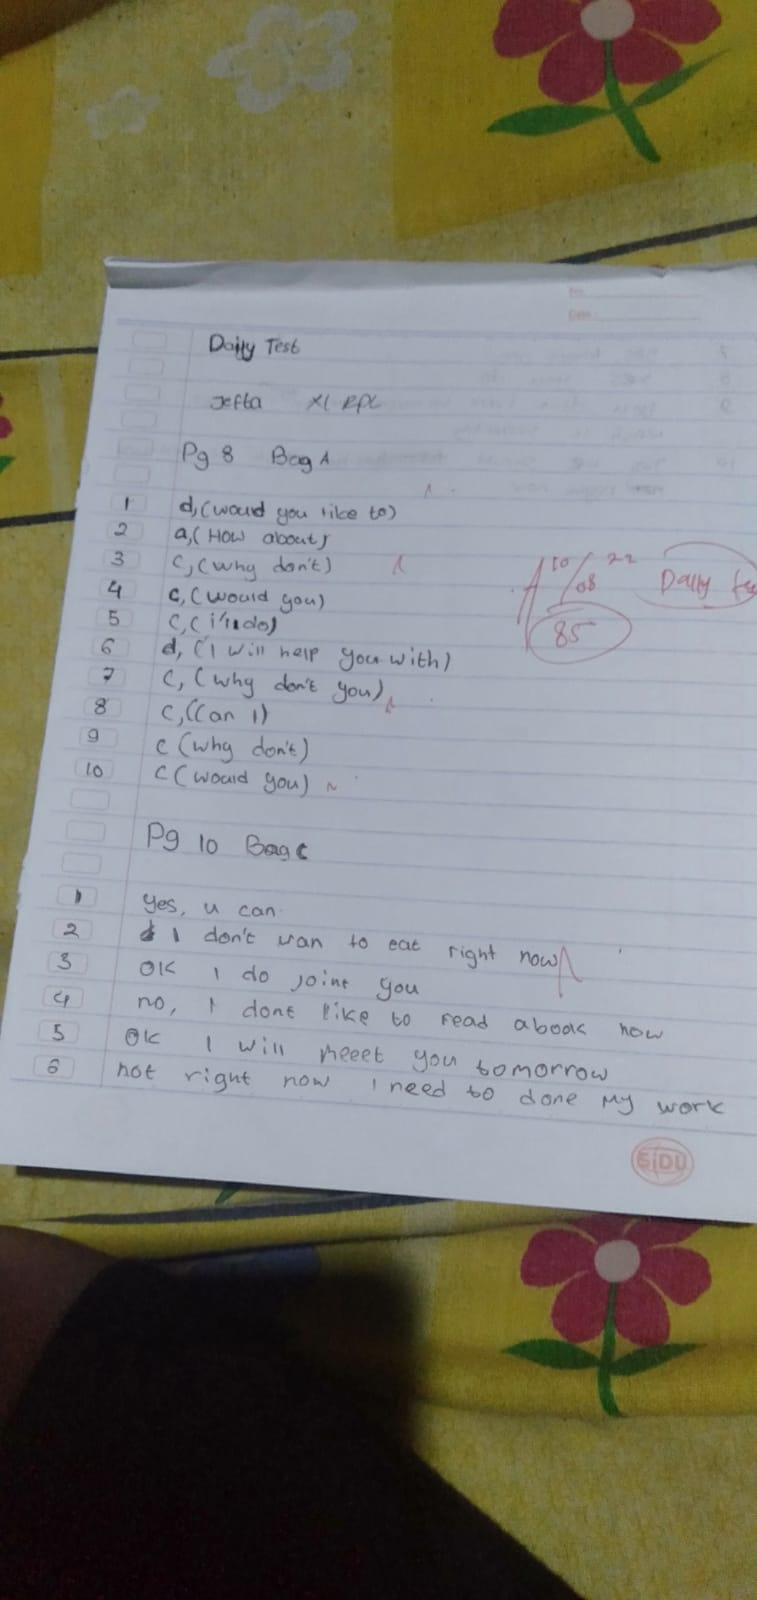 Daily Test
Jefta XI RPL
Pg 8 Bag A
1 d, (would you like to)
2 a, (How about)
3 c, (why don't)
4 c, (would you)
5 c, (i'll do)
6 d, (I will help you with)
7 c, (why don't you)
8 c, (Can I)
9 c (why don't)
10 c (would you)
10/08 22
Daily
85
Pg 10 Bag C
1 yes, u can
2 I don't wan to eat right now
3 OK I do joint you
4 no, I dont like to read a book now
5 OK I will meeet you tomorrow
6 not right now I need to done my work
SIDU